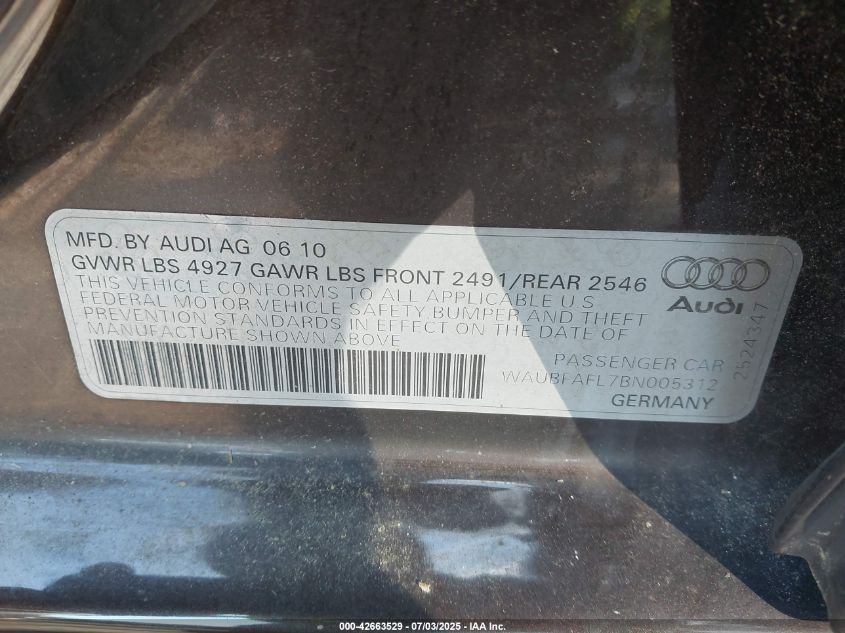 MFD. BY AUDI AG 06 10
GVWR LBS 4927 GAWR LBS FRONT 2491/REAR 2546
THIS VEHICLE CONFORMS TO ALL APPLICABLE U S
FEDERAL MOTOR VEHICLE SAFETY, BUMPER AND THEFT
PREVENTION STANDARDS IN EFFECT ON THE DATE OF
MANUFACTURE SHOWN ABOVE
Audi
2524347
PASSENGER CAR
WAUBFAFL7BN005312
GERMANY
000-42663529 - 07/03/2025 - IAA Inc.